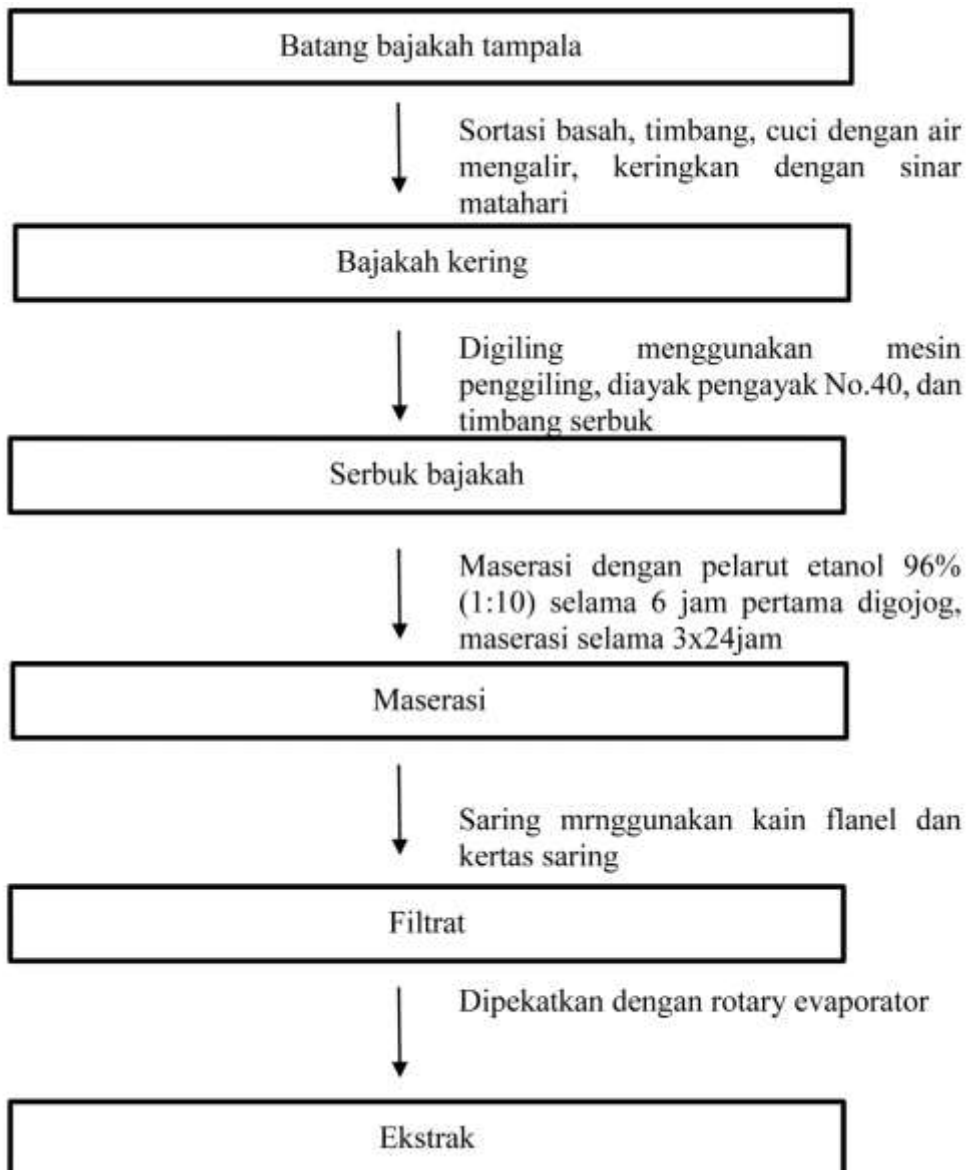 Batang bajakah tampala
Sortasi basah, timbang, cuci dengan air
mengalir, keringkan dengan sinar
matahari
Bajakah kering
Digiling menggunakan mesin
penggiling, diayak pengayak No.40, dan
timbang serbuk
Serbuk bajakah
Maserasi dengan pelarut etanol 96%
(1:10) selama 6 jam pertama digojog,
maserasi selama 3x24jam
Maserasi
Saring mrnggunakan kain flanel dan
kertas saring
Filtrat
Dipekatkan dengan rotary evaporator
Ekstrak